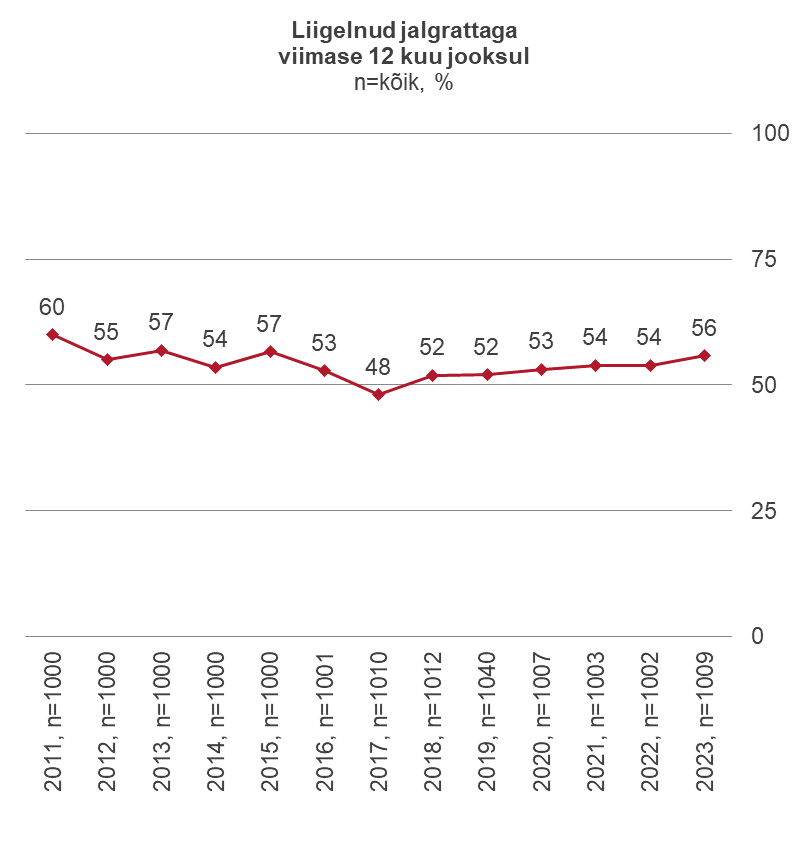 Liigelnud jalgrattaga
viimase 12 kuu jooksul
n=kõik, %
100
75
50
25
0
60
55
57
54
57
53
48
52
52
53
54
54
56
2011, n=1000
2012, n=1000
2013, n=1000
2014, n=1000
2015, n=1000
2016, n=1001
2017, n=1010
2018, n=1012
2019, n=1040
2020, n=1007
2021, n=1003
2022, n=1002
2023, n=1009